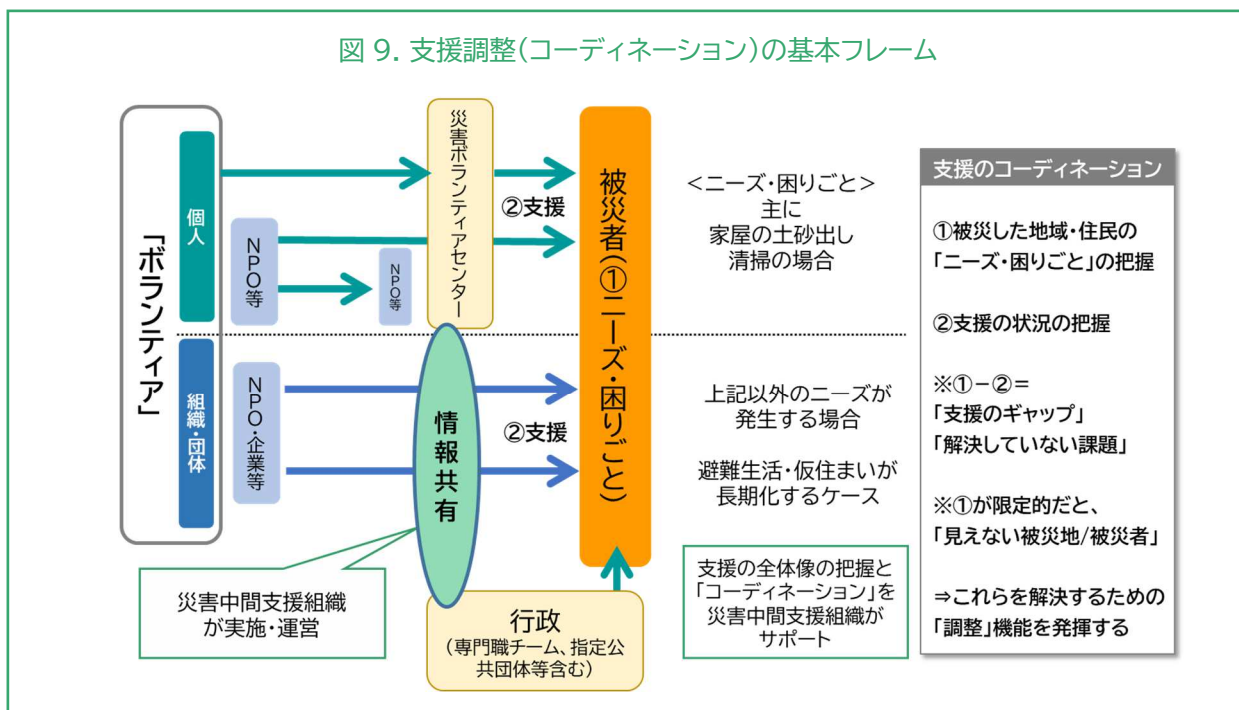 図 9. 支援調整(コーディネーション)の基本フレーム
「ボランティア」
個人
NPO等
NPO等
災害ボランティアセンター
②支援
被災者(①ニーズ・困りごと)
<ニーズ・困りごと>
主に
家屋の土砂出し
清掃の場合
組織・団体
NPO・企業等
情報共有
②支援
上記以外のニーズが
発生する場合
避難生活・仮住まいが
長期化するケース
災害中間支援組織
が実施・運営
行政
(専門職チーム、指定公
共団体等含む)
支援の全体像の把握と
「コーディネーション」を
災害中間支援組織が
サポート
支援のコーディネーション
①被災した地域・住民の
「ニーズ・困りごと」の把握
②支援の状況の把握
※①−②=
「支援のギャップ」
「解決していない課題」
※①が限定的だと、
「見えない被災地/被災者」
⇒これらを解決するための
「調整」機能を発揮する